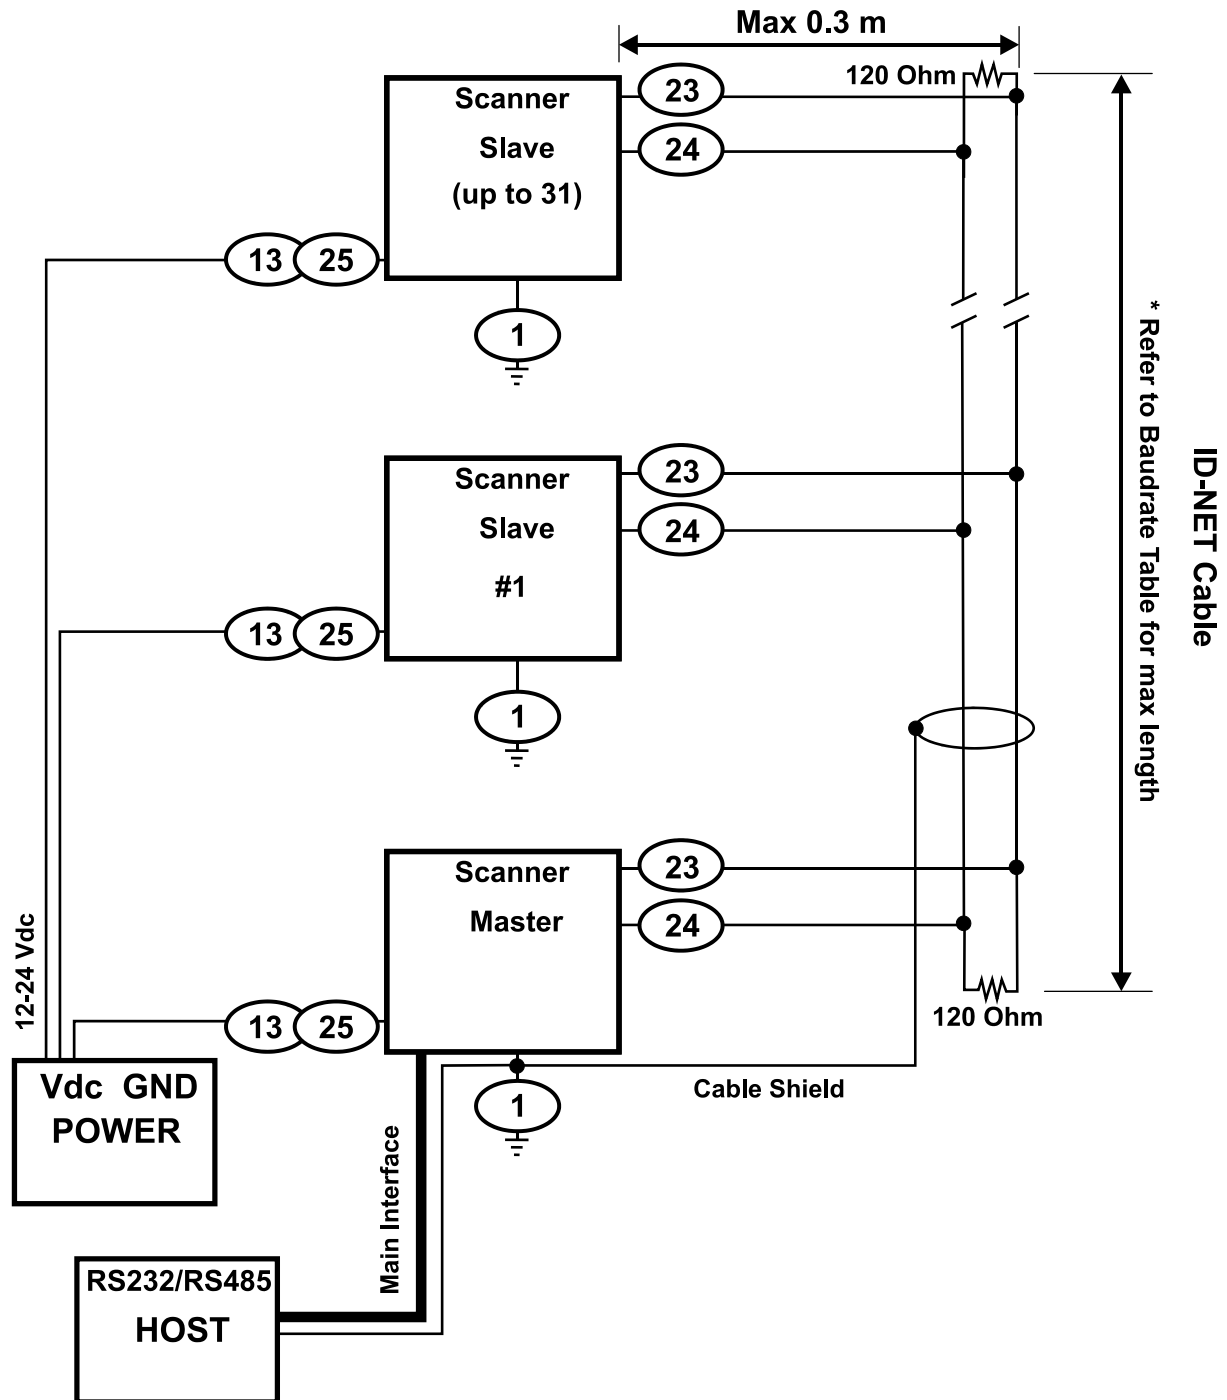 Max 0.3 m
120 Ohm
Scanner
Slave
(up to 31)
23
24
13 25
1
Scanner
Slave
#1
23
24
13 25
1
Scanner
Master
23
24
13 25
1
120 Ohm
Cable Shield
12-24 Vdc
Vdc GND
POWER
Main Interface
RS232/RS485
HOST
* Refer to Baudrate Table for max length
ID-NET Cable